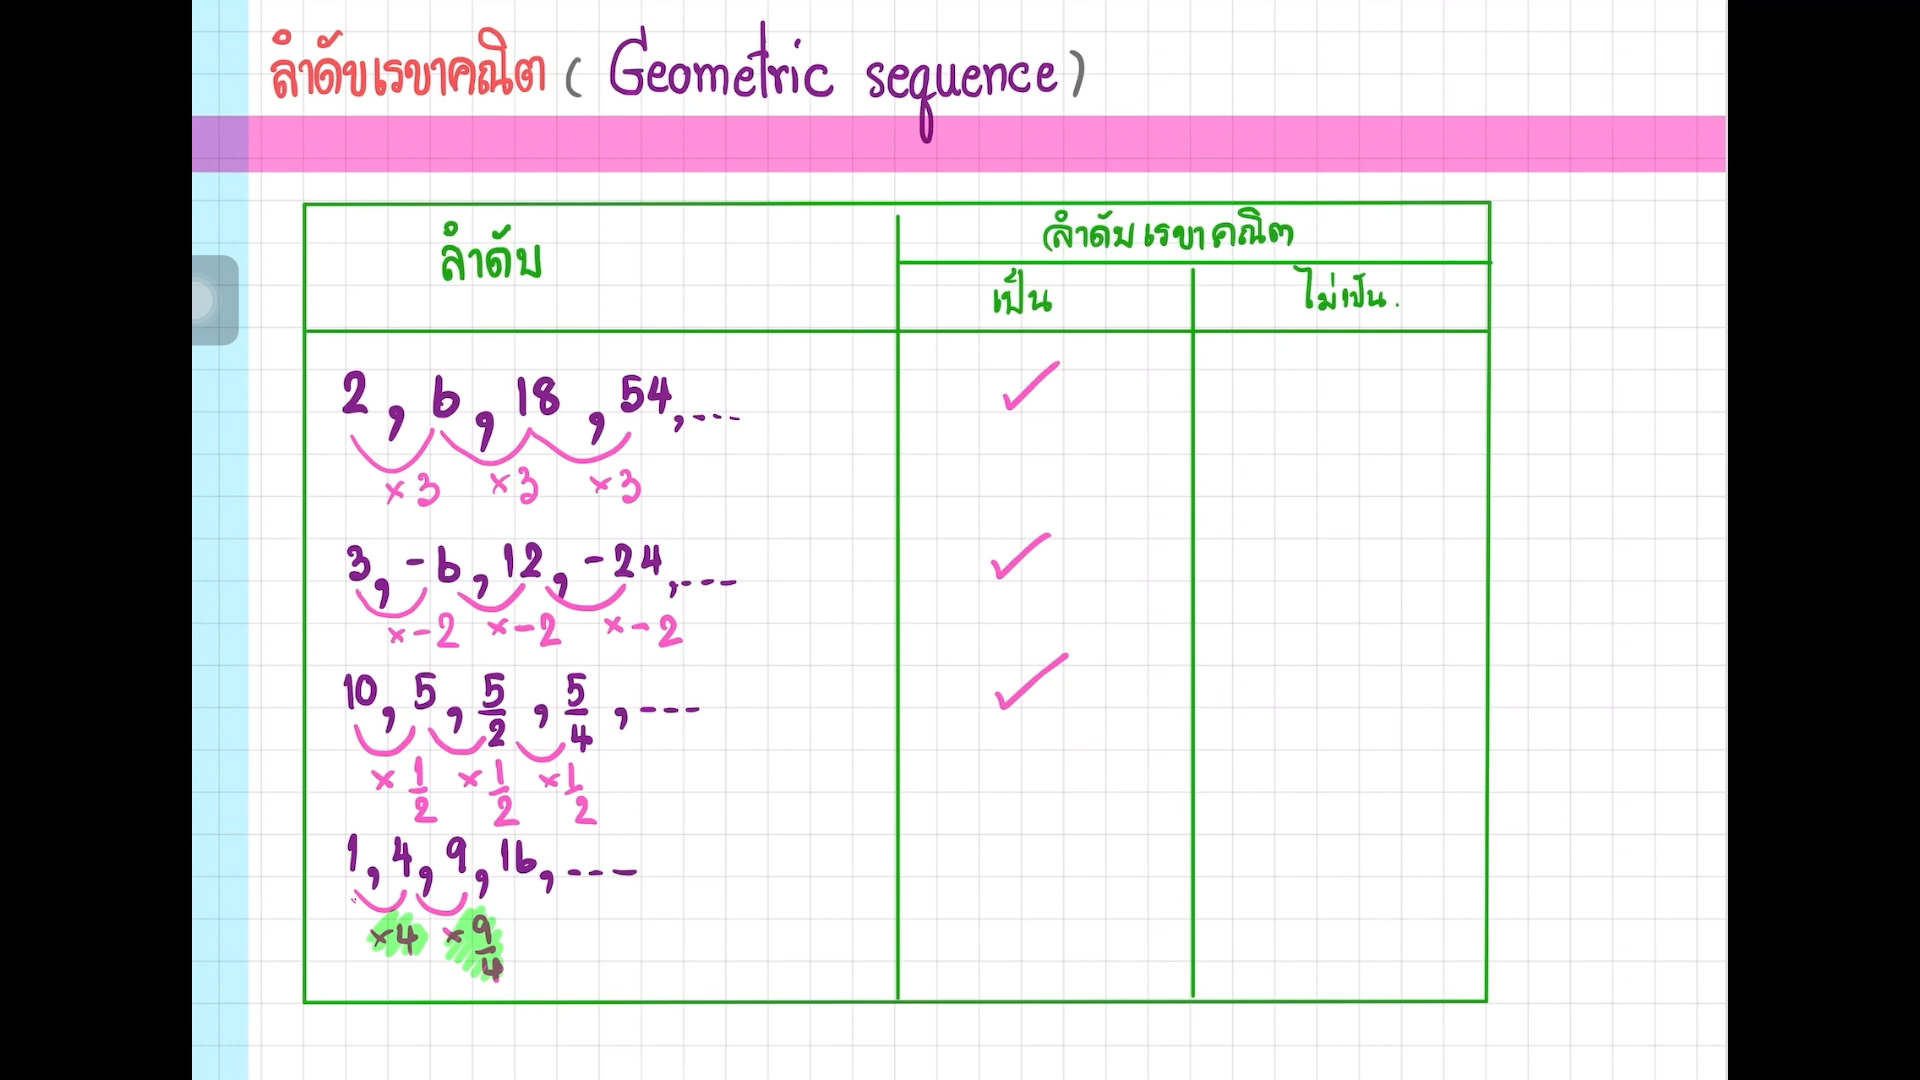 ลำดับเรขาคณิต ( Geometric sequence )
ลำดับ
ลำดับเรขาคณิต
เป็น
ไม่เป็น .
2 , 6 , 18 , 54 , ---
×3 ×3 ×3
3 , -6 , 12 , -24 , ---
×-2 ×-2 ×-2
10 , 5 , 5/2 , 5/4 , ---
×1/2 ×1/2 ×1/2
1 , 4 , 9 , 16 , ---
×4 ×9/4